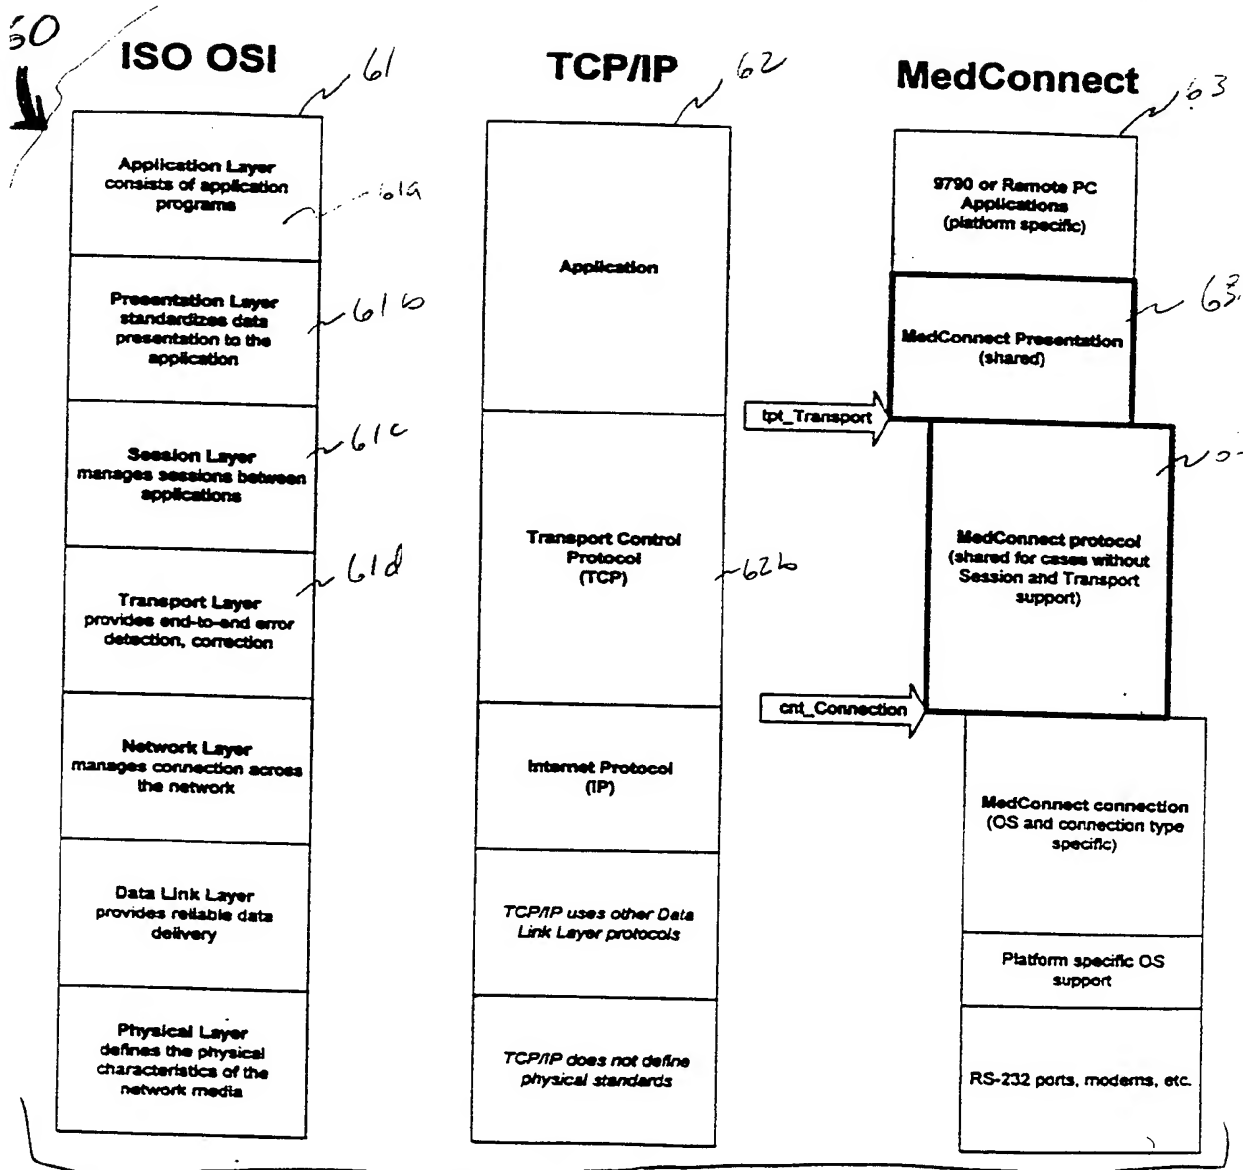 60
ISO OSI
61
Application Layer
consists of application
programs
61a
Presentation Layer
standardizes data
presentation to the
application
61b
Session Layer
manages sessions between
applications
61c
Transport Layer
provides end-to-end error
detection, correction
61d
Network Layer
manages connection across
the network
Data Link Layer
provides reliable data
delivery
Physical Layer
defines the physical
characteristics of the
network media
TCP/IP
62
Application
Transport Control
Protocol
(TCP)
62b
Internet Protocol
(IP)
TCP/IP uses other Data
Link Layer protocols
TCP/IP does not define
physical standards
MedConnect
63
9790 or Remote PC
Applications
(platform specific)
MedConnect Presentation
(shared)
63
tpt_Transport
MedConnect protocol
(shared for cases without
Session and Transport
support)
cnt_Connection
MedConnect connection
(OS and connection type
specific)
Platform specific OS
support
RS-232 ports, modems, etc.